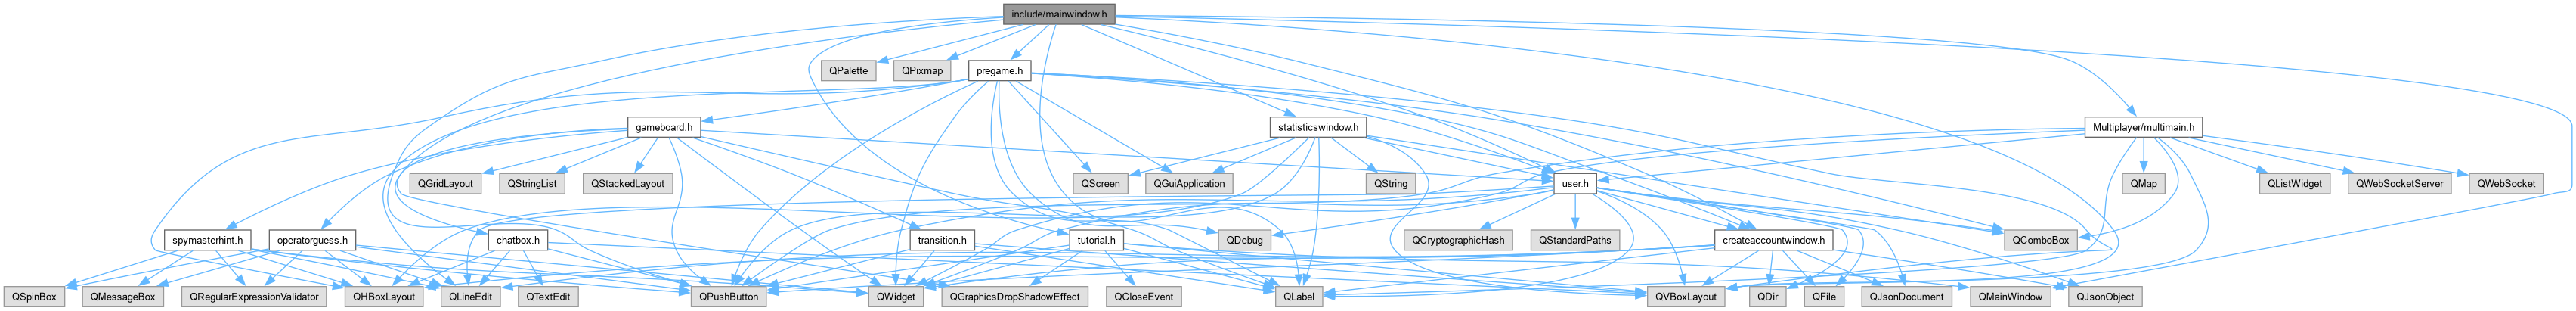 include/mainwindow.h
QPalette
QPixmap
pregame.h
gameboard.h
statisticswindow.h
Multiplayer/multimain.h
QGridLayout
QStringList
QStackedLayout
QScreen
QGuiApplication
QString
user.h
QMap
QListWidget
QWebSocketServer
QWebSocket
spymasterhint.h
operatorguess.h
chatbox.h
transition.h
tutorial.h
QDebug
QCryptographicHash
QStandardPaths
createaccountwindow.h
QComboBox
QSpinBox
QMessageBox
QRegularExpressionValidator
QHBoxLayout
QLineEdit
QTextEdit
QPushButton
QWidget
QGraphicsDropShadowEffect
QCloseEvent
QLabel
QVBoxLayout
QDir
QFile
QJsonDocument
QMainWindow
QJsonObject